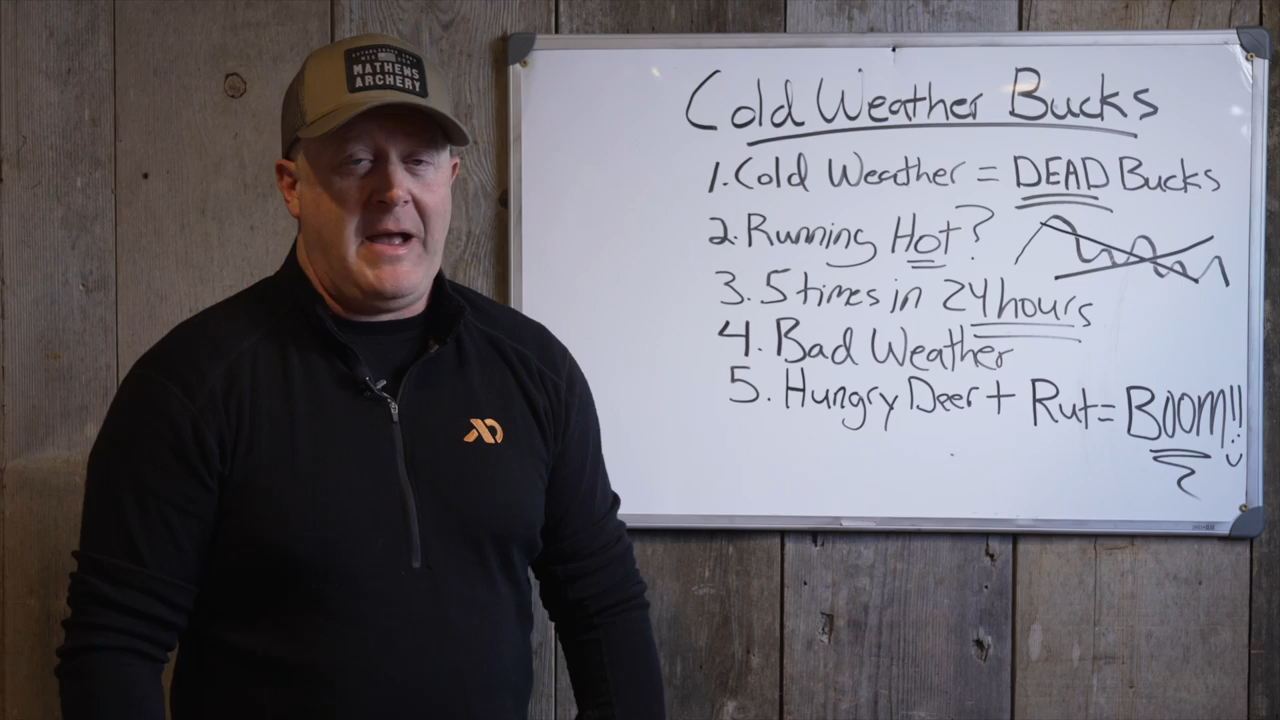 MATHEWS
ARCHERY
Cold Weather Bucks
1. Cold Weather = DEAD Bucks
2. Running Hot?
3. 5 times in 24 hours
4. Bad Weather
5. Hungry Deer + Rut = BOOM!!